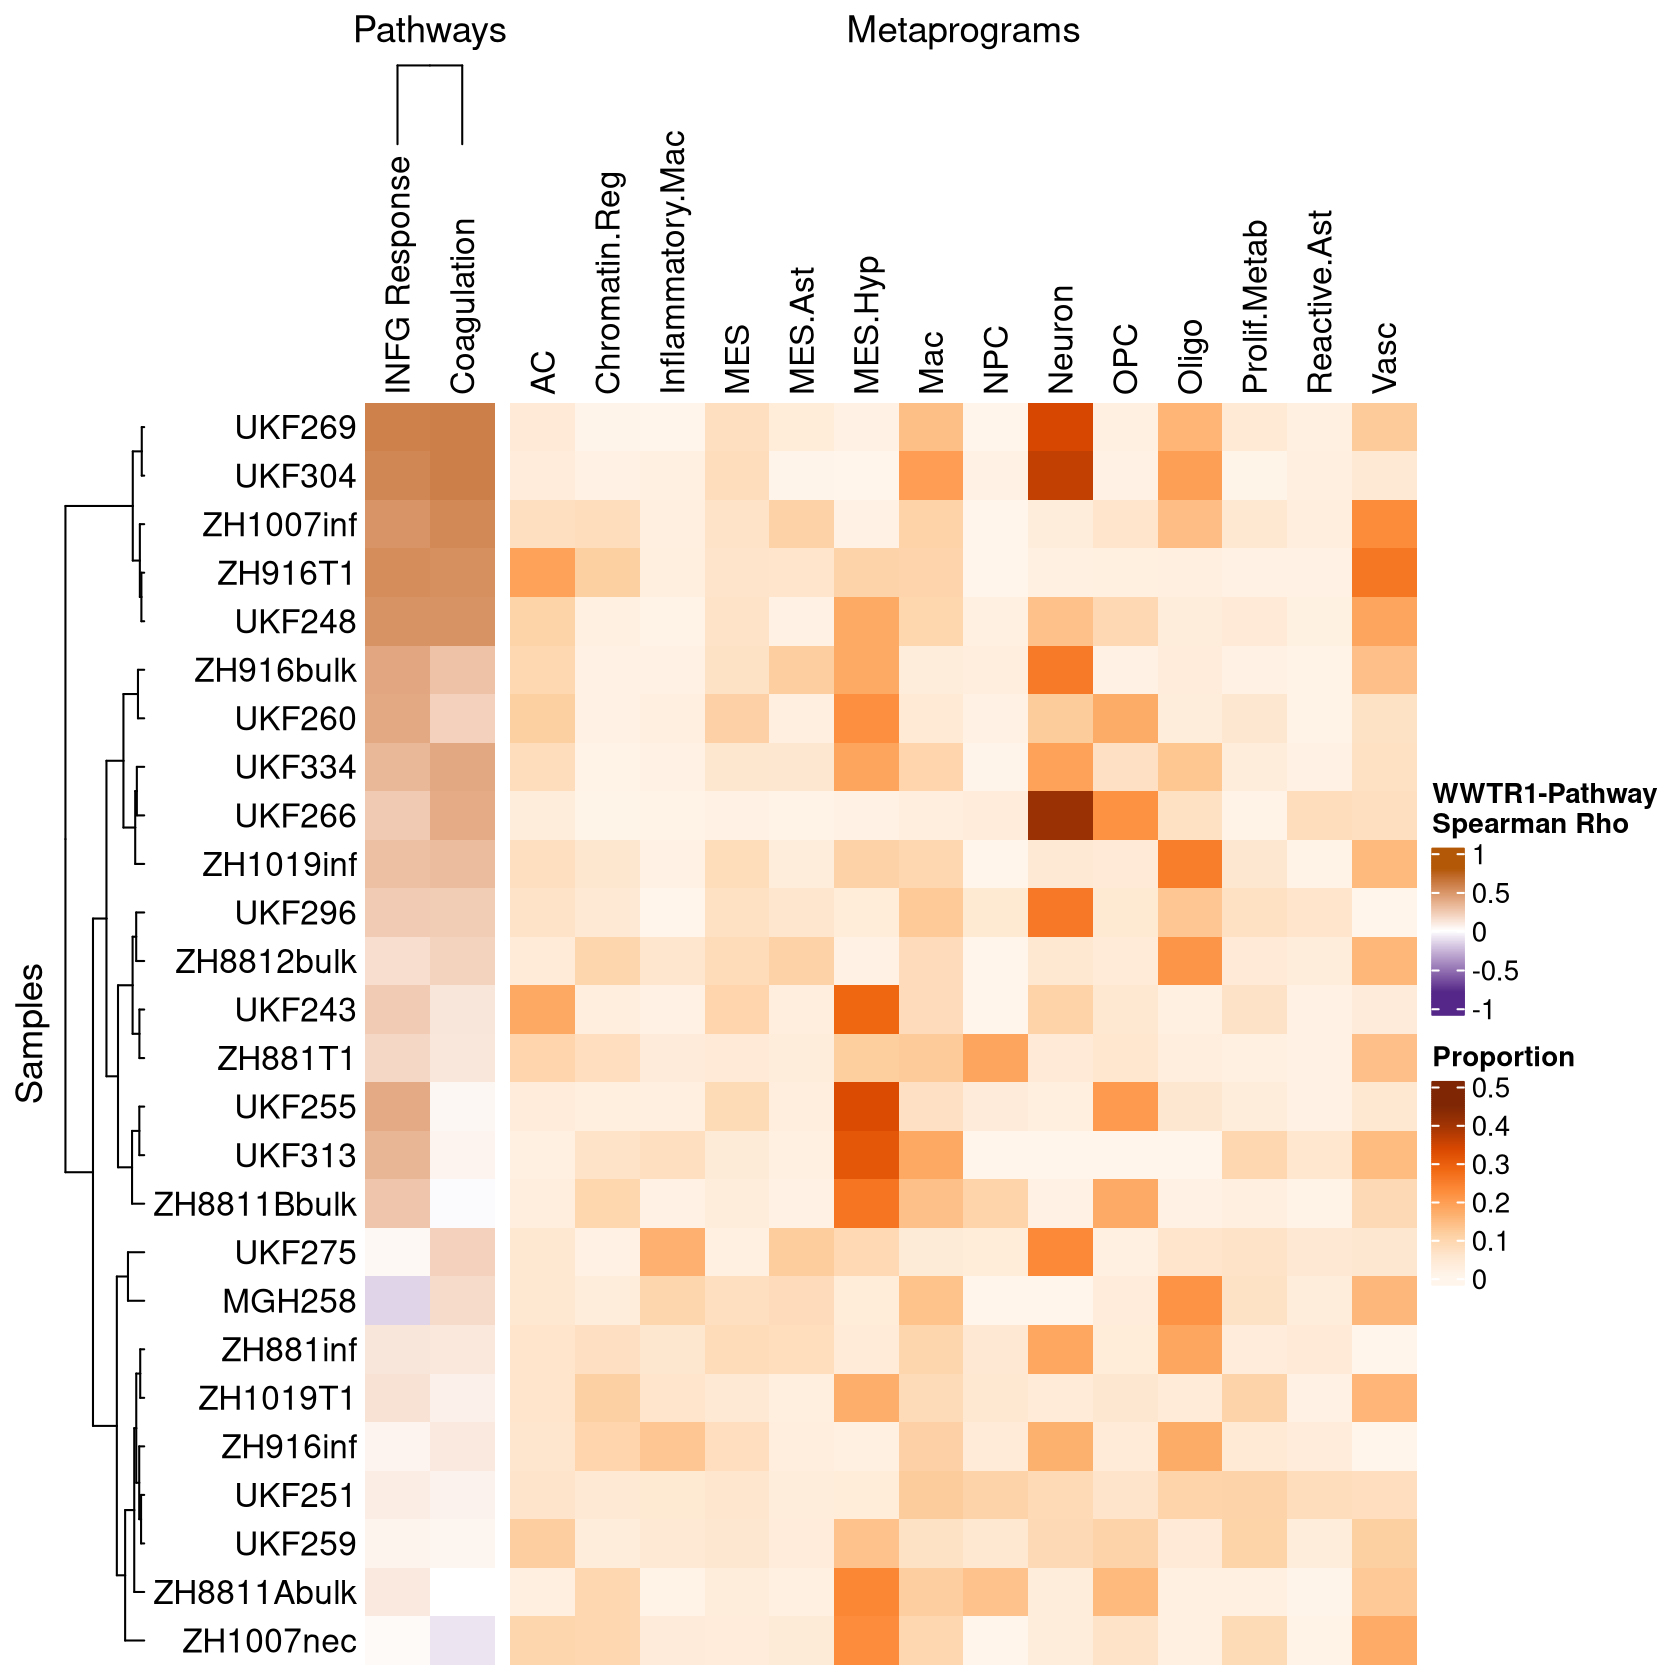 Pathways
Metaprograms
INFG Response
Coagulation
AC
Chromatin.Reg
Inflammatory.Mac
MES
MES.Ast
MES.Hyp
Mac
NPC
Neuron
OPC
Oligo
Prolif.Metab
Reactive.Ast
Vasc
Samples
UKF269
UKF304
ZH1007inf
ZH916T1
UKF248
ZH916bulk
UKF260
UKF334
UKF266
ZH1019inf
UKF296
ZH8812bulk
UKF243
ZH881T1
UKF255
UKF313
ZH8811Bbulk
UKF275
MGH258
ZH881inf
ZH1019T1
ZH916inf
UKF251
UKF259
ZH8811Abulk
ZH1007nec
WWTR1-Pathway
Spearman Rho
1
0.5
0
-0.5
-1
Proportion
0.5
0.4
0.3
0.2
0.1
0